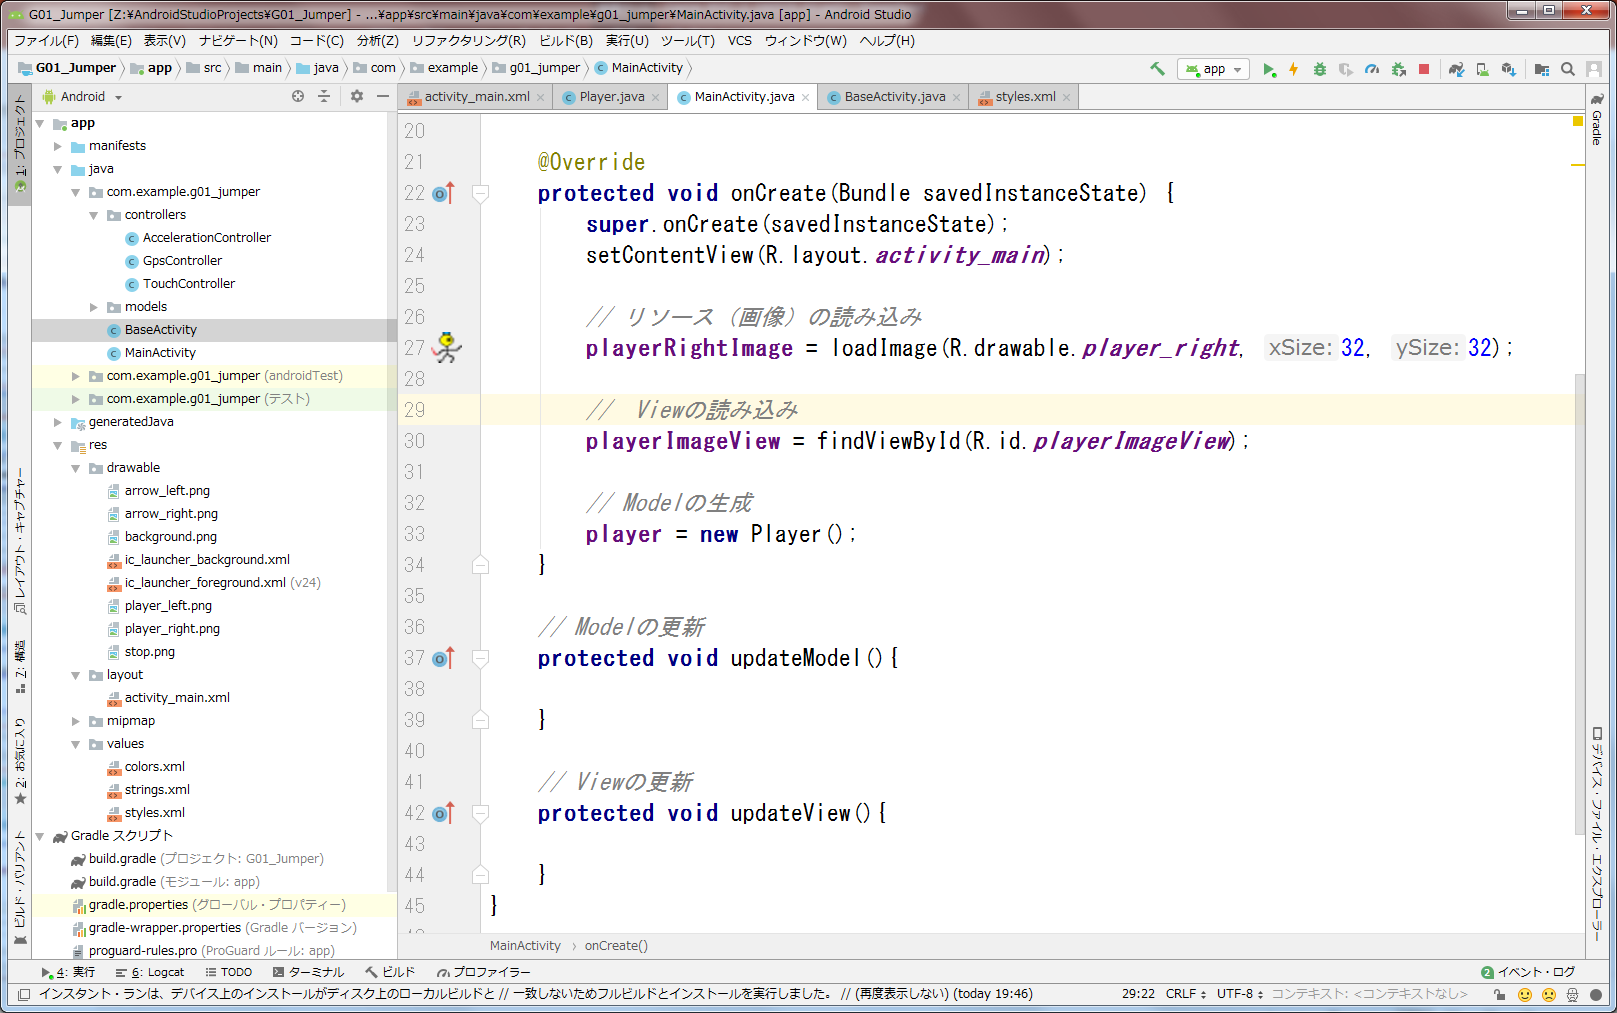 G01_Jumper [Z:¥AndroidStudioProjects¥G01_Jumper] - ...¥app¥src¥main¥java¥com¥example¥g01_jumper¥MainActivity.java [app] - Android Studio
ファイル(F) 編集(E) 表示(V) ナビゲート(N) コード(C) 分析(Z) リファクタリング(R) ビルド(B) 実行(U) ツール(T) VCS ウィンドウ(W) ヘルプ(H)
G01_Jumper app src main java com example g01_jumper MainActivity
app
Android
activity_main.xml Player.java MainActivity.java BaseActivity.java styles.xml
1: プロジェクト
レイアウト・キャプチャー
Z: 構造
2: お気に入り
ビルド・バリアント
app
manifests
java
com.example.g01_jumper
controllers
AccelerationController
GpsController
TouchController
models
BaseActivity
MainActivity
com.example.g01_jumper (androidTest)
com.example.g01_jumper (テスト)
generatedJava
res
drawable
arrow_left.png
arrow_right.png
background.png
ic_launcher_background.xml
ic_launcher_foreground.xml (v24)
player_left.png
player_right.png
stop.png
layout
activity_main.xml
mipmap
values
colors.xml
strings.xml
styles.xml
Gradle スクリプト
build.gradle (プロジェクト: G01_Jumper)
build.gradle (モジュール: app)
gradle.properties (グローバル・プロパティー)
gradle-wrapper.properties (Gradle バージョン)
proguard-rules.pro (ProGuard ルール: app)
20
21 @Override
22 protected void onCreate(Bundle savedInstanceState) {
23 super.onCreate(savedInstanceState);
24 setContentView(R.layout.activity_main);
25
26 // リソース（画像）の読み込み
27 playerRightImage = loadImage(R.drawable.player_right, xSize: 32, ySize: 32);
28
29 // Viewの読み込み
30 playerImageView = findViewById(R.id.playerImageView);
31
32 // Modelの生成
33 player = new Player();
34 }
35
36 // Modelの更新
37 protected void updateModel(){
38
39 }
40
41 // Viewの更新
42 protected void updateView(){
43
44 }
45 }
MainActivity onCreate()
Gradle
デバイス・ファイル・エクスプローラー
4: 実行 6: Logcat TODO ターミナル ビルド プロファイラー 2 イベント・ログ
インスタント・ランは、デバイス上のインストールがディスク上のローカルビルドと // 一致しないためフルビルドとインストールを実行しました。 // (再度表示しない) (today 19:46) 29:22 CRLF UTF-8 コンテキスト: <コンテキストなし>